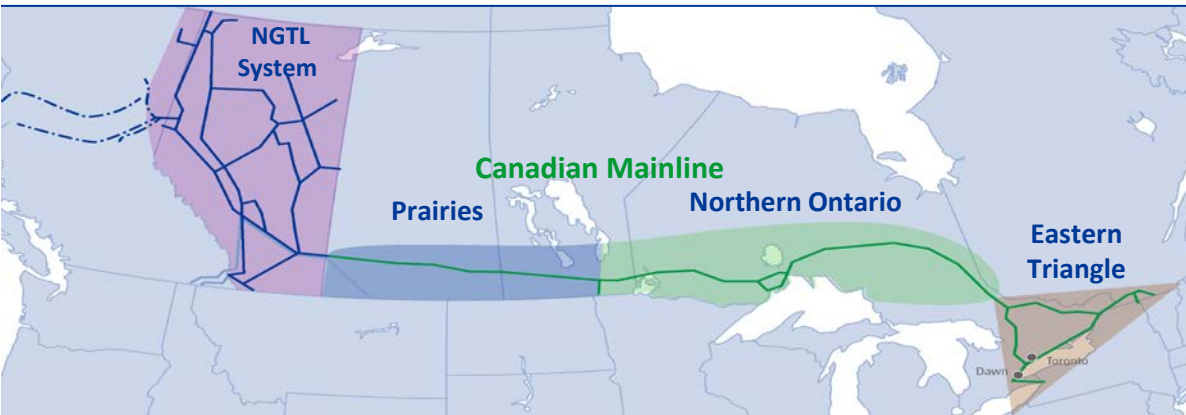 NGTL
System
Canadian Mainline
Prairies
Northern Ontario
Eastern
Triangle
Toronto
Dawn